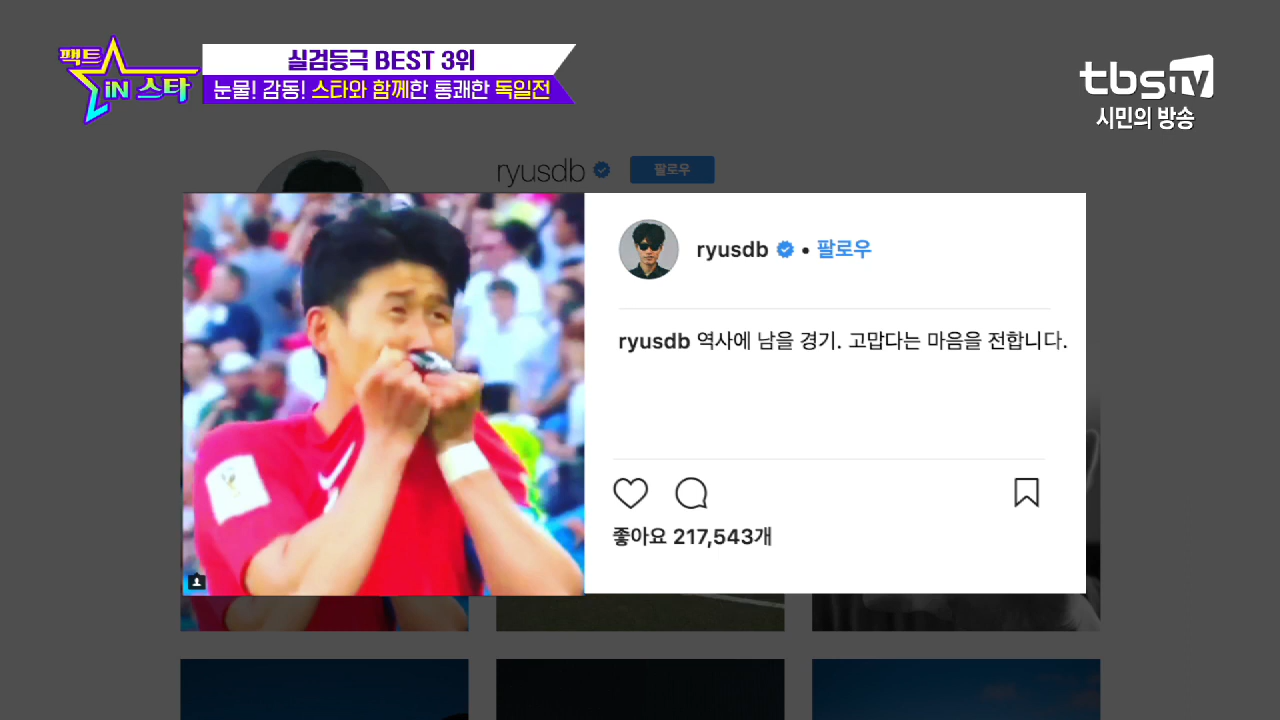 팩트
iN 스타
실검등극 BEST 3위
눈물! 감동! 스타와 함께한 통쾌한 독일전
tbs TV
시민의 방송
ryusdb 팔로우
ryusdb • 팔로우
ryusdb 역사에 남을 경기. 고맙다는 마음을 전합니다.
좋아요 217,543개